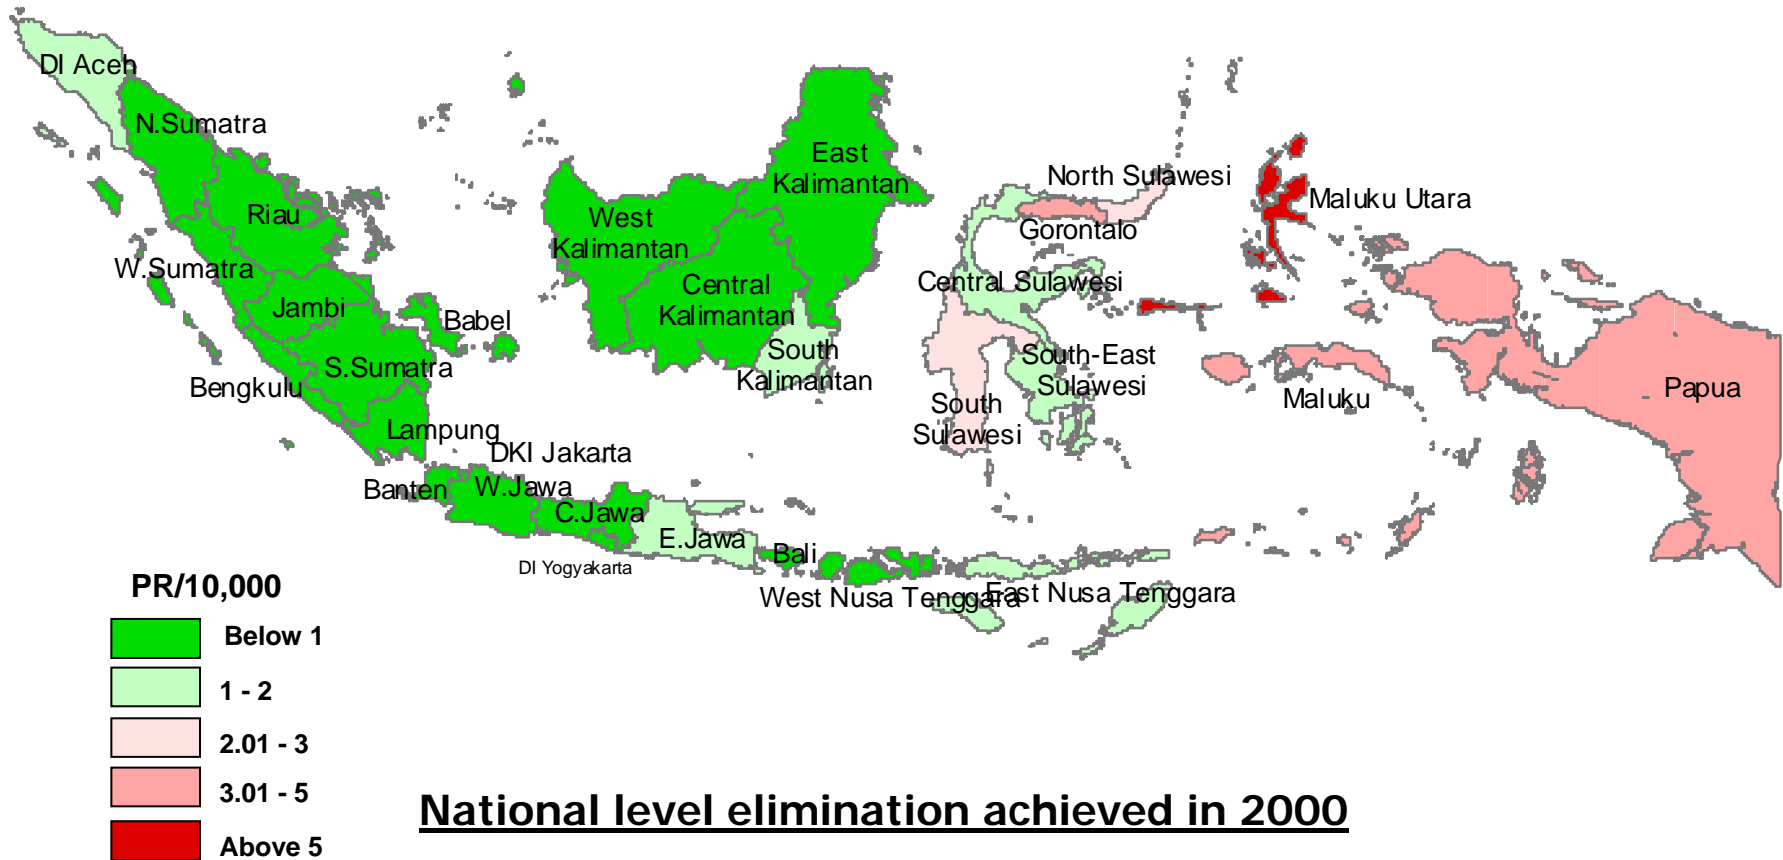 DI Aceh
N.Sumatra
Riau
W.Sumatra
Jambi
Babel
S.Sumatra
Bengkulu
Lampung
DKI Jakarta
Banten
W.Jawa
C.Jawa
E.Jawa
DI Yogyakarta
Bali
West Nusa Tenggara
East Nusa Tenggara
West
Kalimantan
Central
Kalimantan
East
Kalimantan
South
Kalimantan
North Sulawesi
Gorontalo
Central Sulawesi
South-East
Sulawesi
South
Sulawesi
Maluku Utara
Maluku
Papua
PR/10,000
Below 1
1 - 2
2.01 - 3
3.01 - 5
Above 5
National level elimination achieved in 2000